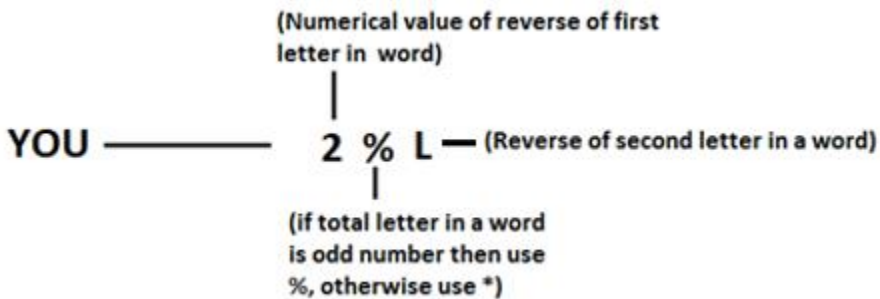 (Numerical value of reverse of first
letter in word)
YOU 2 % L (Reverse of second letter in a word)
(if total letter in a word
is odd number then use
%, otherwise use *)